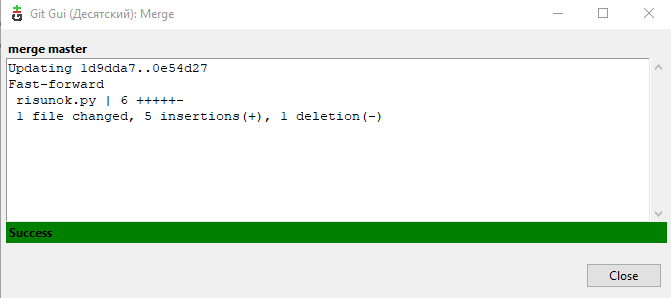 Git Gui (Десятский): Merge
merge master
Updating 1d9dda7..0e54d27
Fast-forward
 risunok.py | 6 +++++-
 1 file changed, 5 insertions(+), 1 deletion(-)
Success
Close